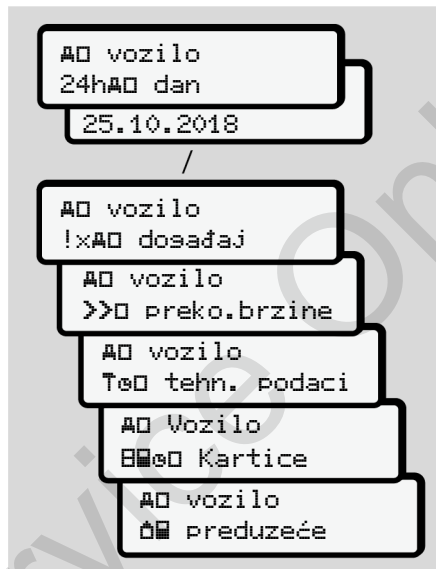 vozilo
24h dan
25.10.2018
/
vozilo
!x događaj
vozilo
>> preko.brzine
vozilo
T tehn. podaci
Vozilo
Kartice
vozilo
preduzeće